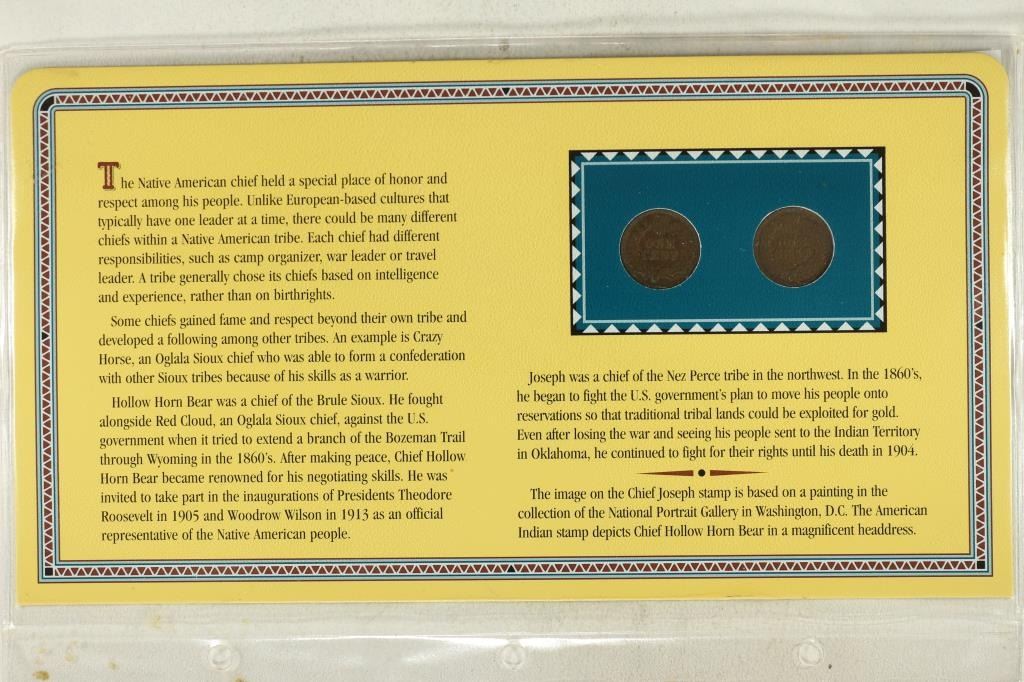 The Native American chief held a special place of honor and
respect among his people. Unlike European-based cultures that
typically have one leader at a time, there could be many different
chiefs within a Native American tribe. Each chief had different
responsibilities, such as camp organizer, war leader or travel
leader. A tribe generally chose its chiefs based on intelligence
and experience, rather than on birthrights.
Some chiefs gained fame and respect beyond their own tribe and
developed a following among other tribes. An example is Crazy
Horse, an Oglala Sioux chief who was able to form a confederation
with other Sioux tribes because of his skills as a warrior.
Hollow Horn Bear was a chief of the Brule Sioux. He fought
alongside Red Cloud, an Oglala Sioux chief, against the U.S.
government when it tried to extend a branch of the Bozeman Trail
through Wyoming in the 1860's. After making peace, Chief Hollow
Horn Bear became renowned for his negotiating skills. He was
invited to take part in the inaugurations of Presidents Theodore
Roosevelt in 1905 and Woodrow Wilson in 1913 as an official
representative of the Native American people.
ONE
CENT
Joseph was a chief of the Nez Perce tribe in the northwest. In the 1860's,
he began to fight the U.S. government's plan to move his people onto
reservations so that traditional tribal lands could be exploited for gold.
Even after losing the war and seeing his people sent to the Indian Territory
in Oklahoma, he continued to fight for their rights until his death in 1904.
The image on the Chief Joseph stamp is based on a painting in the
collection of the National Portrait Gallery in Washington, D.C. The American
Indian stamp depicts Chief Hollow Horn Bear in a magnificent headdress.